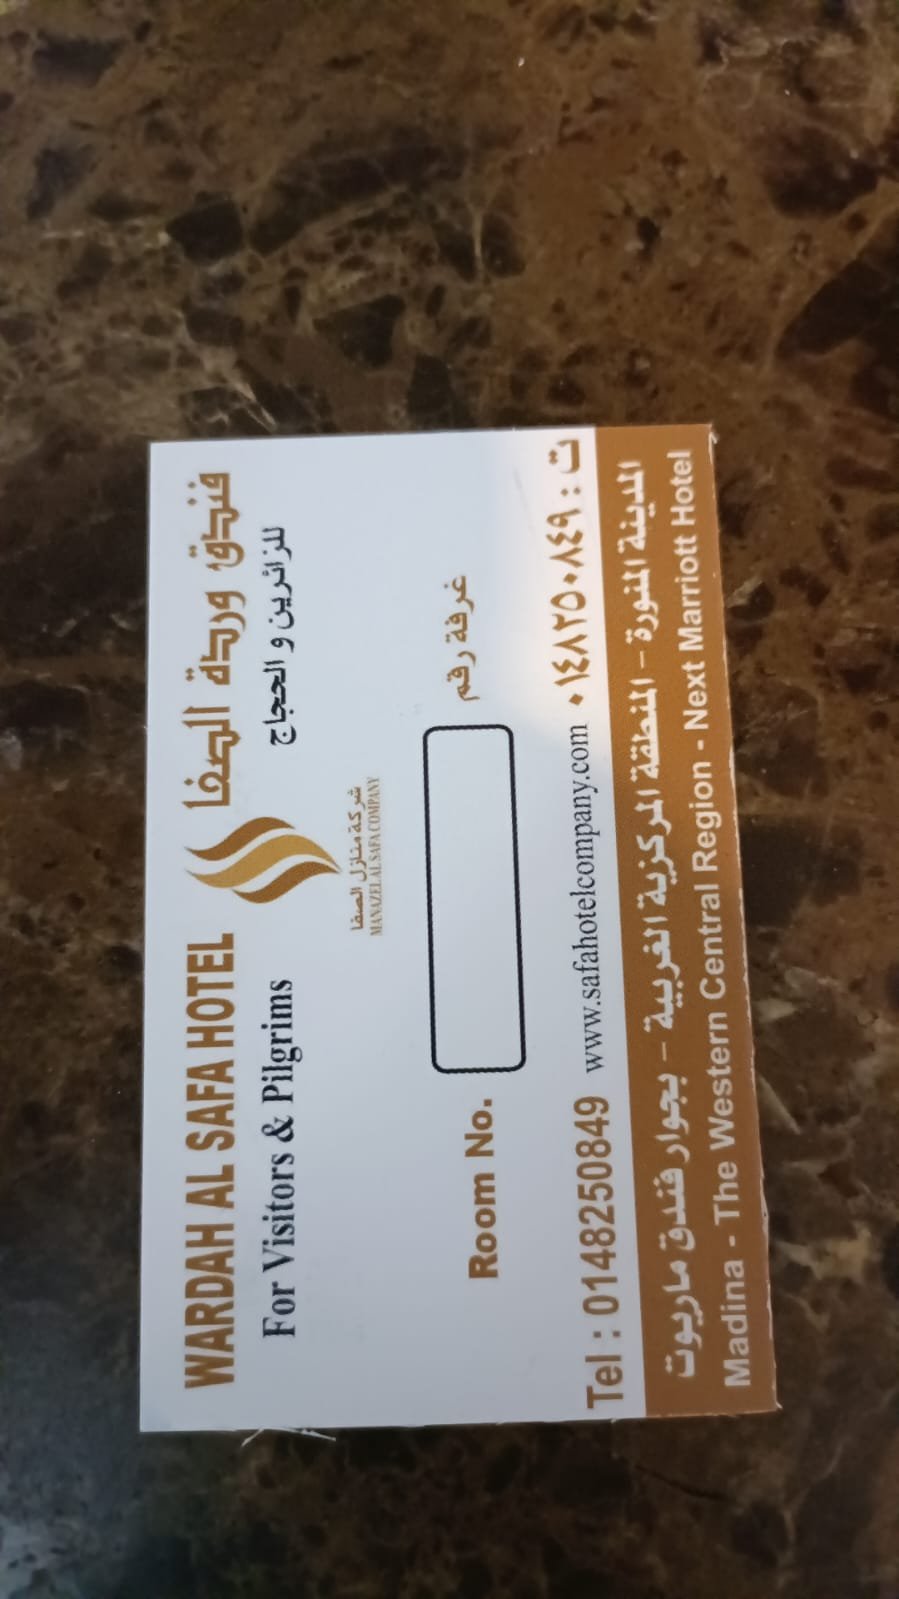 WARDAH AL SAFA HOTEL فندق وردة الصفا
For Visitors & Pilgrims للزائرين و الحجاج
شركة منازل الصفا
MANAZEL AL SAFA COMPANY
Room No. غرفة رقم
Tel : 0148250849 www.safahotelcompany.com ت : ٠١٤٨٢٥٠٨٤٩
المدينة المنورة - المنطقة المركزية الغربية - بجوار فندق ماريوت
Madina - The Western Central Region - Next Marriott Hotel